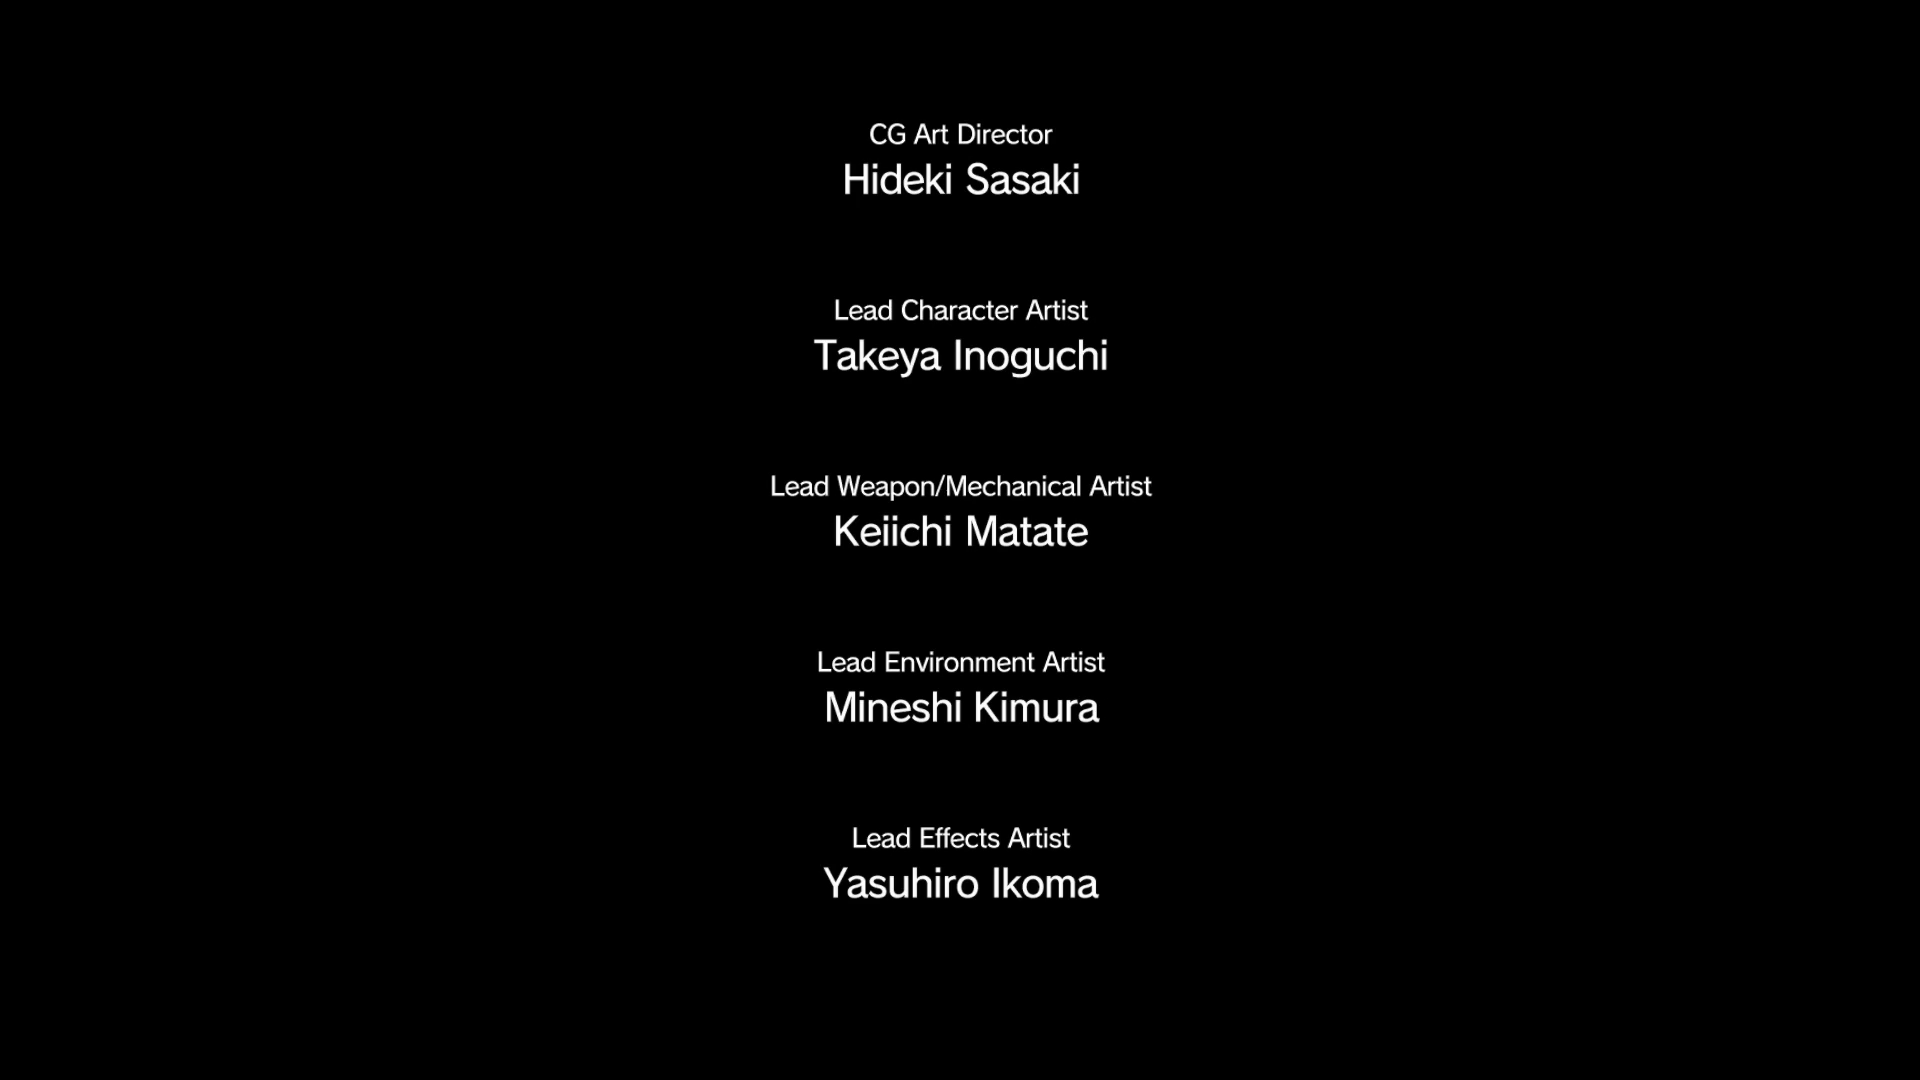 CG Art Director
Hideki Sasaki
Lead Character Artist
Takeya Inoguchi
Lead Weapon/Mechanical Artist
Keiichi Matate
Lead Environment Artist
Mineshi Kimura
Lead Effects Artist
Yasuhiro Ikoma